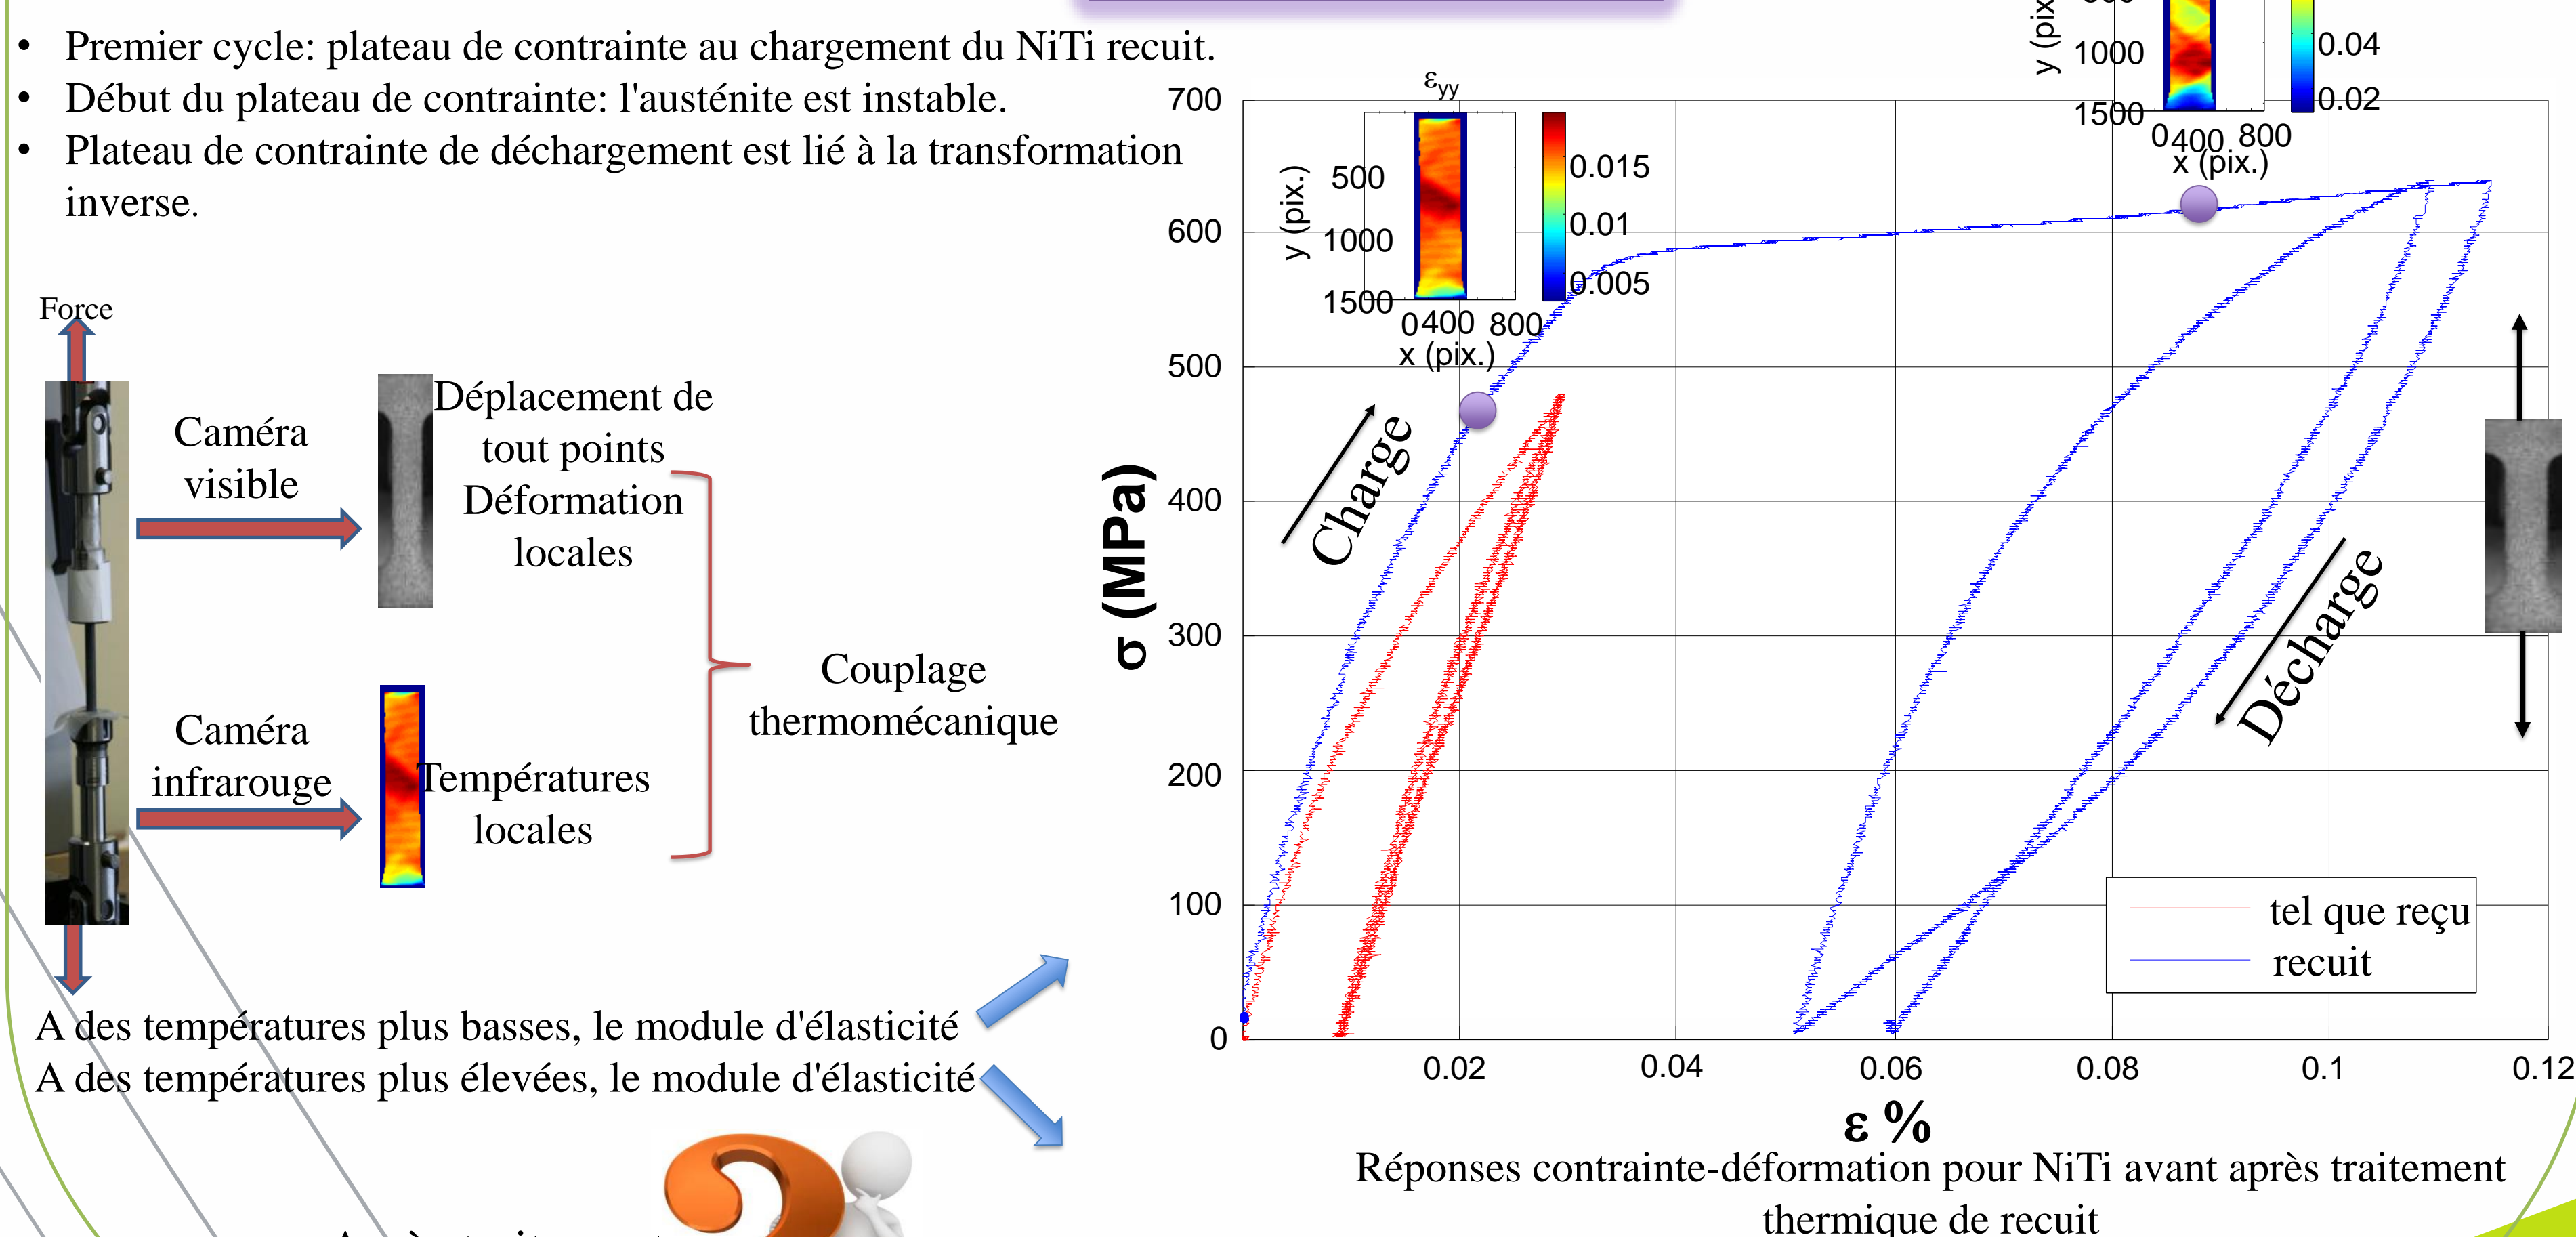 • Premier cycle: plateau de contrainte au chargement du NiTi recuit.
• Début du plateau de contrainte: l'austénite est instable.
• Plateau de contrainte de déchargement est lié à la transformation
inverse.
Force
Caméra
visible
Déplacement de
tout points
Déformation
locales
Caméra
infrarouge
Températures
locales
Couplage
thermomécanique
A des températures plus basses, le module d'élasticité
A des températures plus élevées, le module d'élasticité
y (pix.)
1000
1500
0 400 800
x (pix.)
0.04
0.02
εyy
y (pix.)
500
1000
1500
0 400 800
x (pix.)
0.015
0.01
0.005
σ (MPa)
700
600
500
400
300
200
100
0
0.02 0.04 0.06 0.08 0.1 0.12
ε %
Charge
Décharge
tel que reçu
recuit
Réponses contrainte-déformation pour NiTi avant après traitement
thermique de recuit